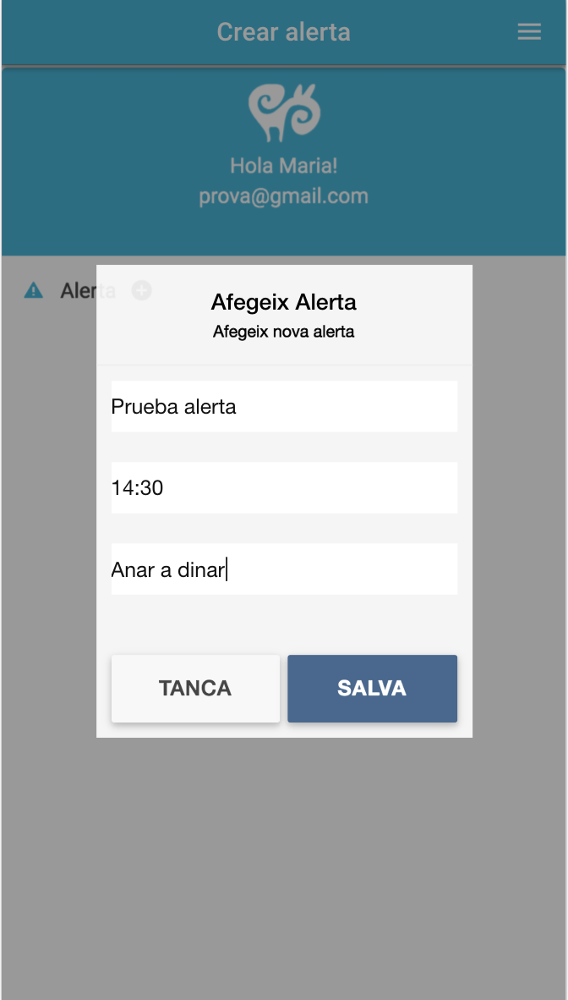 Crear alerta
Hola Maria!
prova@gmail.com
Alerta
Afegeix Alerta
Afegeix nova alerta
Prueba alerta
14:30
Anar a dinar
TANCA SALVA